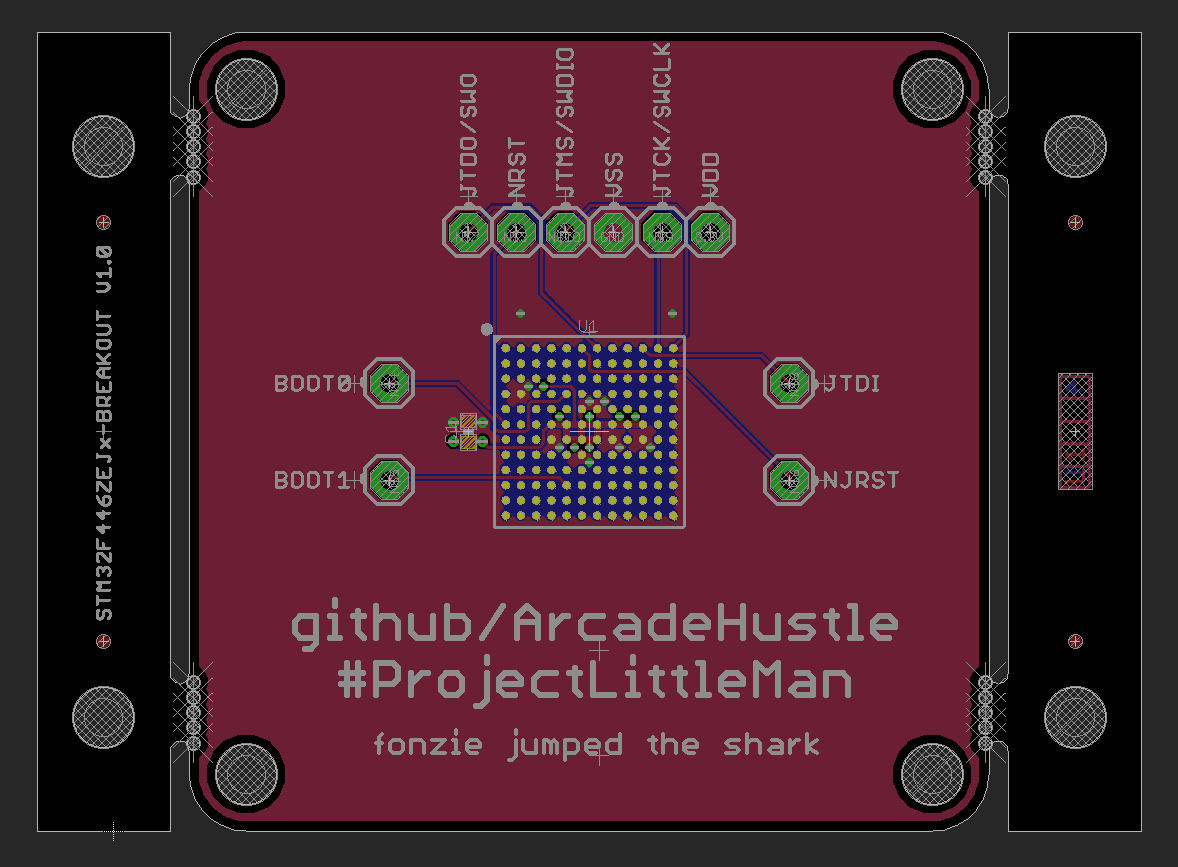 JTDO/SWO
NRST
JTMS/SWDIO
VSS
JTCK/SWCLK
VDD
U1
BOOT0
JTDI
BOOT1
NJRST
STM32F446ZEJx-BREAKOUT V1.0
github/ArcadeHustle
#ProjectLittleMan
fonzie jumped the shark